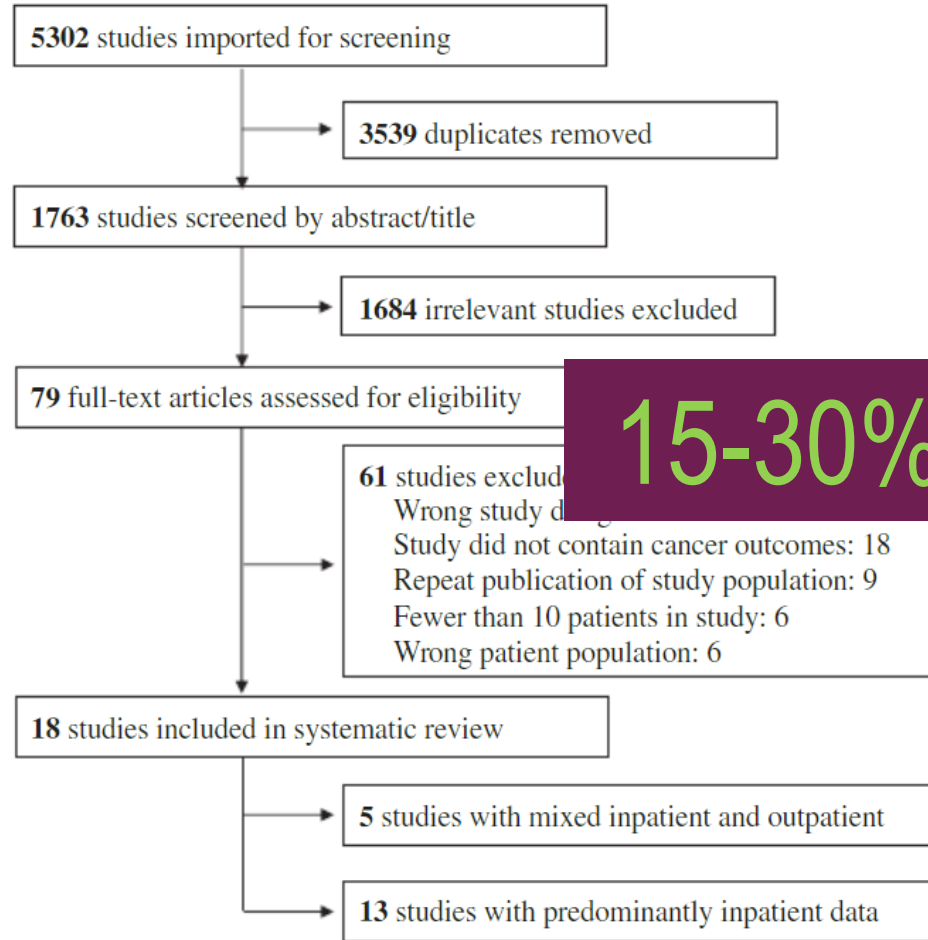 5302 studies imported for screening
3539 duplicates removed
1763 studies screened by abstract/title
1684 irrelevant studies excluded
79 full-text articles assessed for eligibility
15-30%
61 studies
Wrong study
Study did not contain cancer outcomes: 18
Repeat publication of study population: 9
Fewer than 10 patients in study: 6
Wrong patient population: 6
18 studies included in systematic review
5 studies with mixed inpatient and outpatient
13 studies with predominantly inpatient data